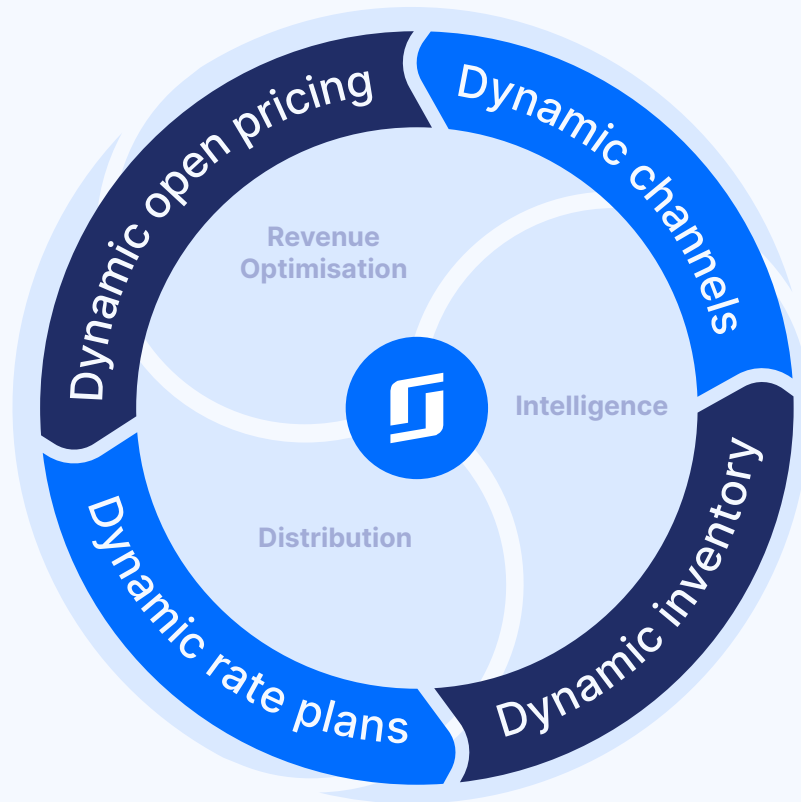 Dynamic open pricing
Dynamic channels
Revenue
Optimisation
Intelligence
Distribution
Dynamic rate plans
Dynamic inventory